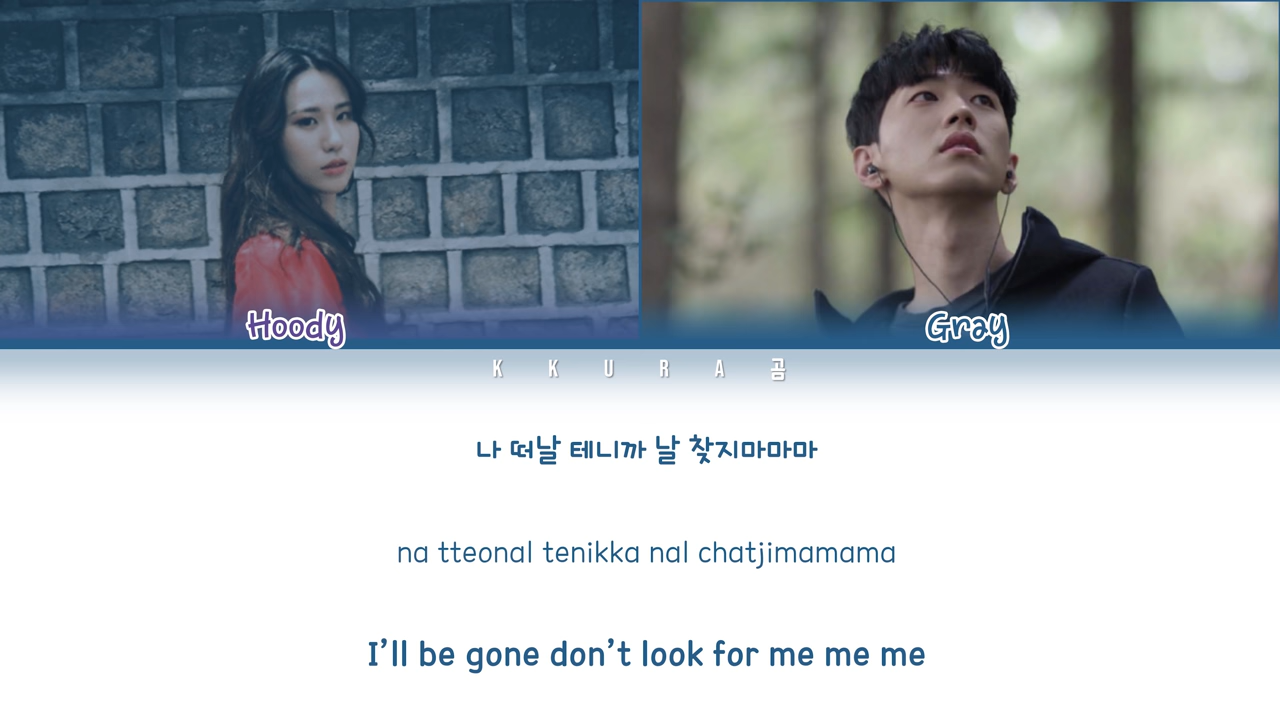 Hoody
Gray
K K U R A 곰
나 떠날 테니까 날 찾지마마마
na tteonal tenikka nal chatjimamama
I’ll be gone don’t look for me me me